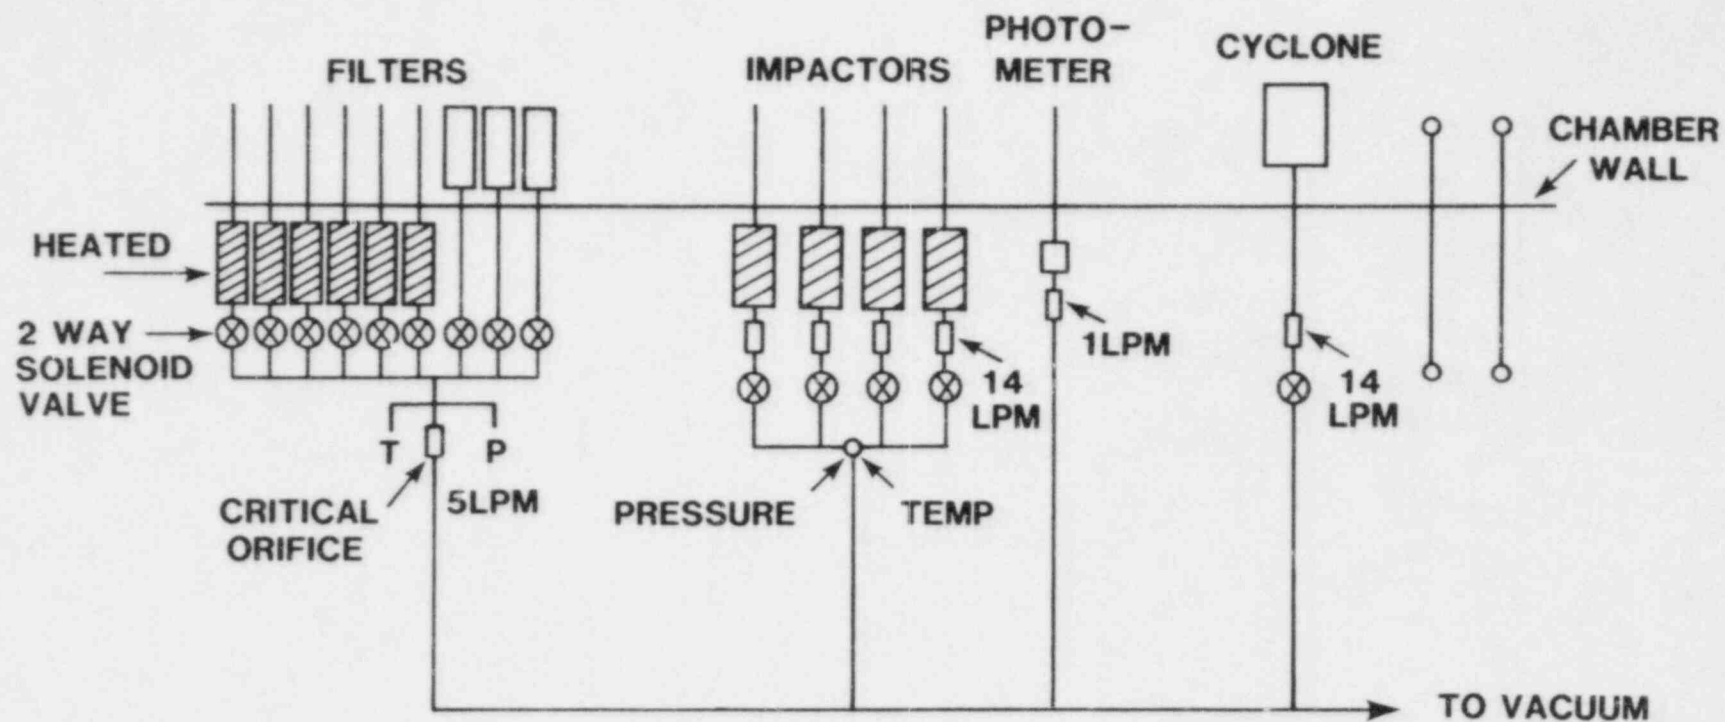 FILTERS
IMPACTORS
PHOTO-
METER
CYCLONE
CHAMBER
WALL
HEATED
2 WAY
SOLENOID
VALVE
T
P
CRITICAL
ORIFICE
5LPM
PRESSURE
TEMP
14
LPM
1LPM
14
LPM
TO VACUUM